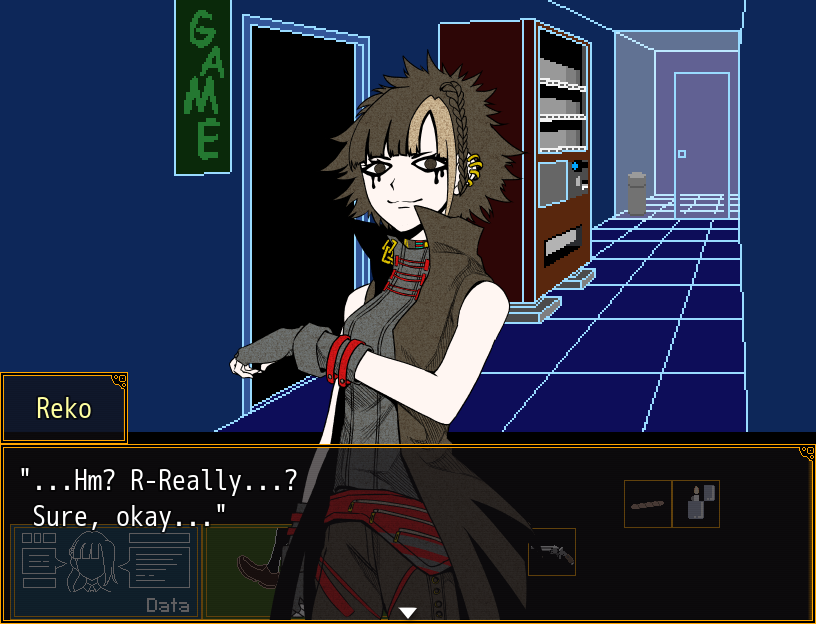 GAME
Reko
"...Hm? R-Really...?
Sure, okay..."
Data